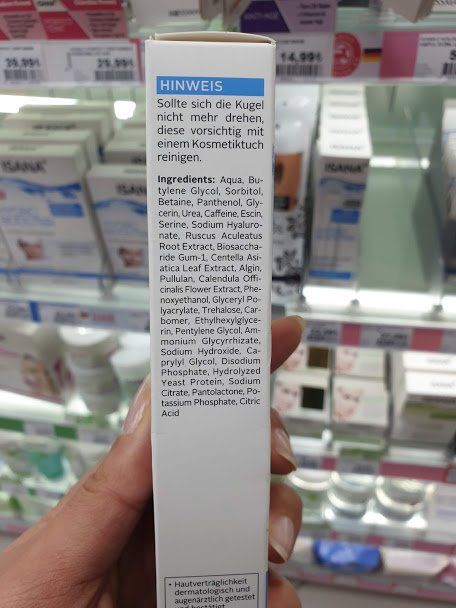 HINWEIS
Sollte sich die Kugel
nicht mehr drehen,
diese vorsichtig mit
einem Kosmetiktuch
reinigen.
Ingredients: Aqua, Bu-
tylene Glycol, Sorbitol,
Betaine, Panthenol, Gly-
cerin, Urea, Caffeine, Escin,
Serine, Sodium Hyaluro-
nate, Ruscus Aculeatus
Root Extract, Biosaccha-
ride Gum-1, Centella Asi-
atica Leaf Extract, Algin,
Pullulan, Calendula Offi-
cinalis Flower Extract, Phe-
noxyethanol, Glyceryl Po-
lyacrylate, Trehalose, Car-
bomer, Ethylhexylglyce-
rin, Pentylene Glycol, Am-
monium Glycyrrhizate,
Sodium Hydroxide, Ca-
prylyl Glycol, Disodium
Phosphate, Hydrolyzed
Yeast Protein, Sodium
Citrate, Pantolactone, Po-
tassium Phosphate, Citric
Acid
• Hautverträglichkeit
dermatologisch und
augenärztlich getestet
und bestätigt
39,99₺
29,99₺
14,99₺
ANTI-AGE
ISANA
ISANA